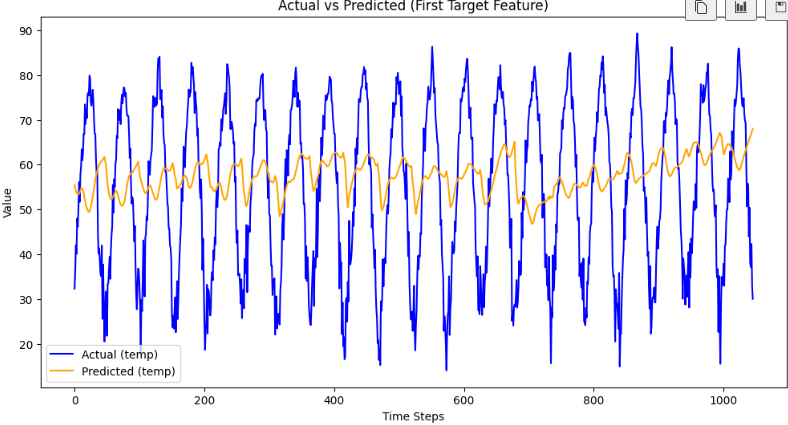 Actual vs Predicted (First Target Feature)
90
80
70
60
50
40
30
20
Value
0
200
400
600
800
1000
Time Steps
Actual (temp)
Predicted (temp)